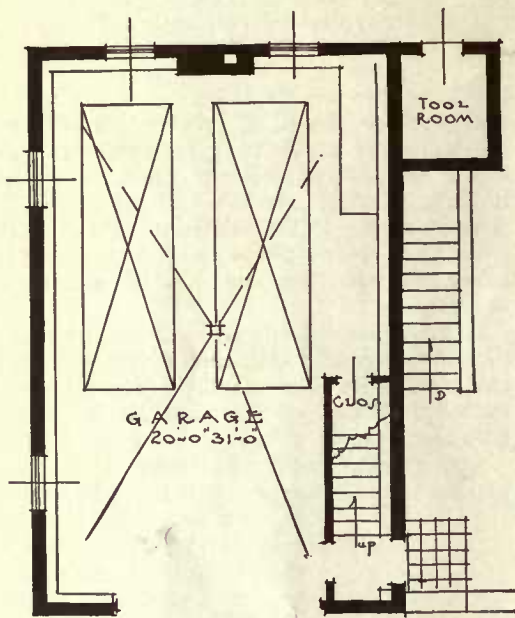 TOOL
ROOM
CLOS
D
GARAGE
20-0" 31'-0"
up